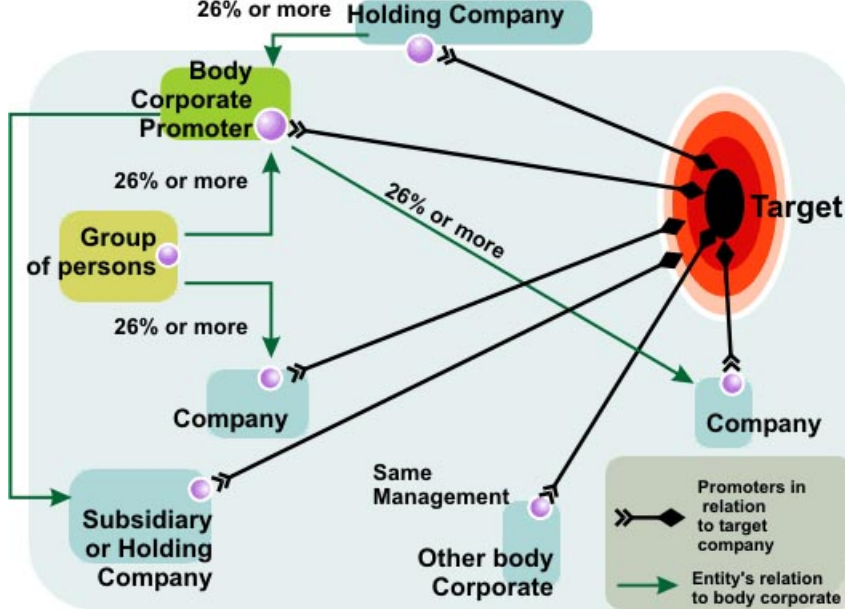 26% or more
Holding Company
Body
Corporate
Promoter
26% or more
26% or more
Target
Group
of persons
26% or more
Company
Company
Same
Management
Subsidiary
or Holding
Company
Other body
Corporate
Promoters in
relation
to target
company
Entity's relation
to body corporate